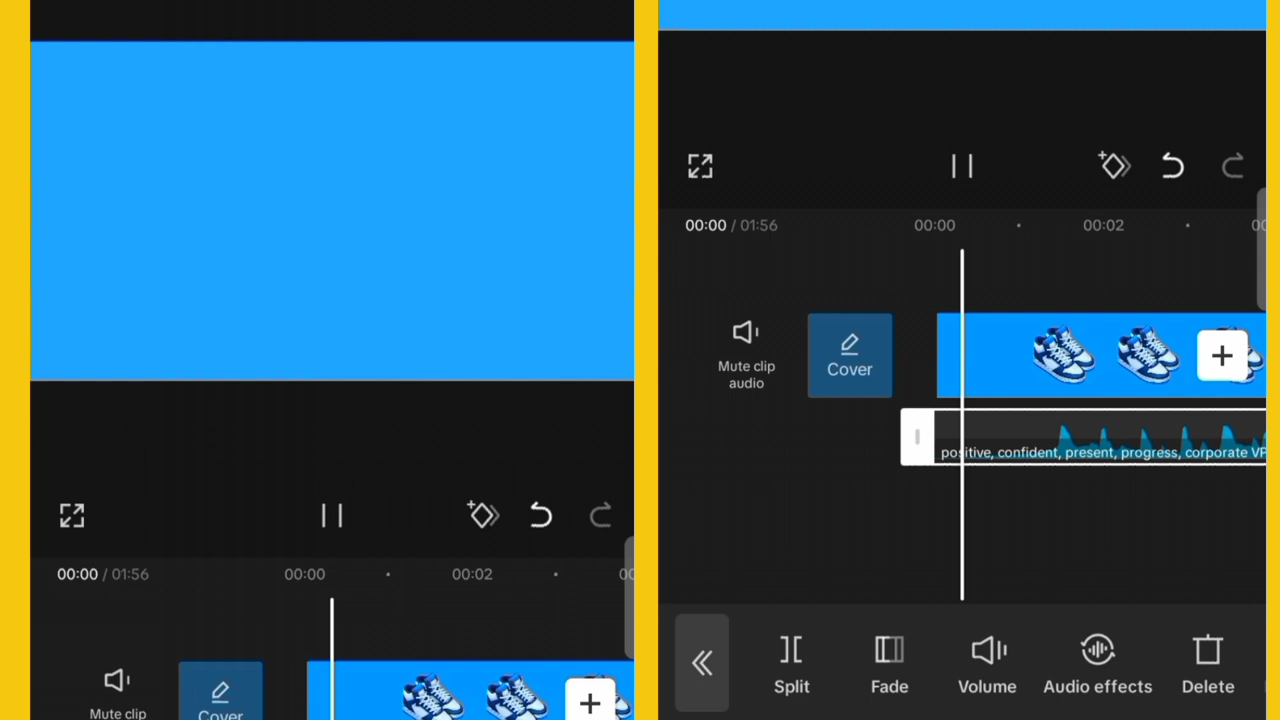 00:00 / 01:56
00:00
00:02
Mute clip
Cover
00:00 / 01:56
00:00
00:02
Mute clip
audio
Cover
positive, confident, present, progress, corporate VP
Split
Fade
Volume
Audio effects
Delete